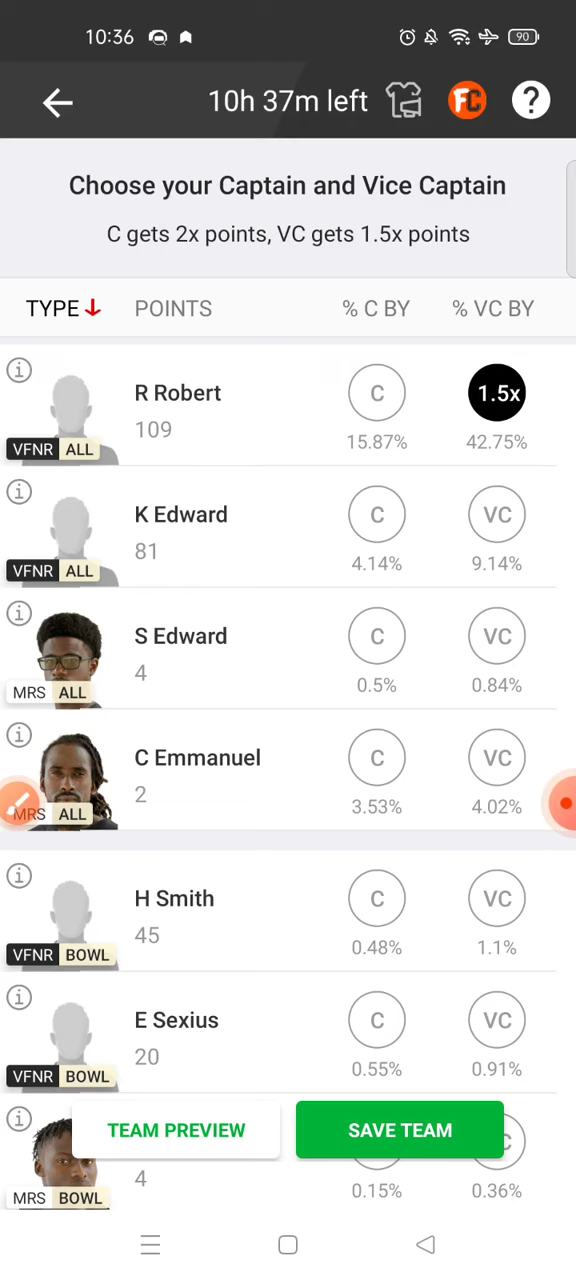 10:36
90
10h 37m left
FC
?
Choose your Captain and Vice Captain
C gets 2x points, VC gets 1.5x points
TYPE POINTS % C BY % VC BY
R Robert
109
C
1.5x
15.87%
42.75%
VFNR ALL
K Edward
81
C
VC
4.14%
9.14%
VFNR ALL
S Edward
4
C
VC
0.5%
0.84%
MRS ALL
C Emmanuel
2
C
VC
3.53%
4.02%
MRS ALL
H Smith
45
C
VC
0.48%
1.1%
VFNR BOWL
E Sexius
20
C
VC
0.55%
0.91%
VFNR BOWL
TEAM PREVIEW
SAVE TEAM
4
0.15%
0.36%
MRS BOWL